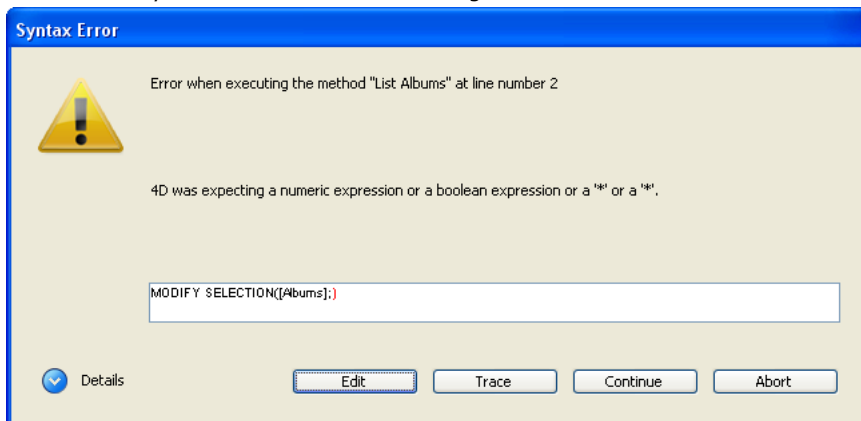 Syntax Error
Error when executing the method "List Albums" at line number 2
4D was expecting a numeric expression or a boolean expression or a '*' or a '*'.
MODIFY SELECTION([Albums];)
Details
Edit
Trace
Continue
Abort